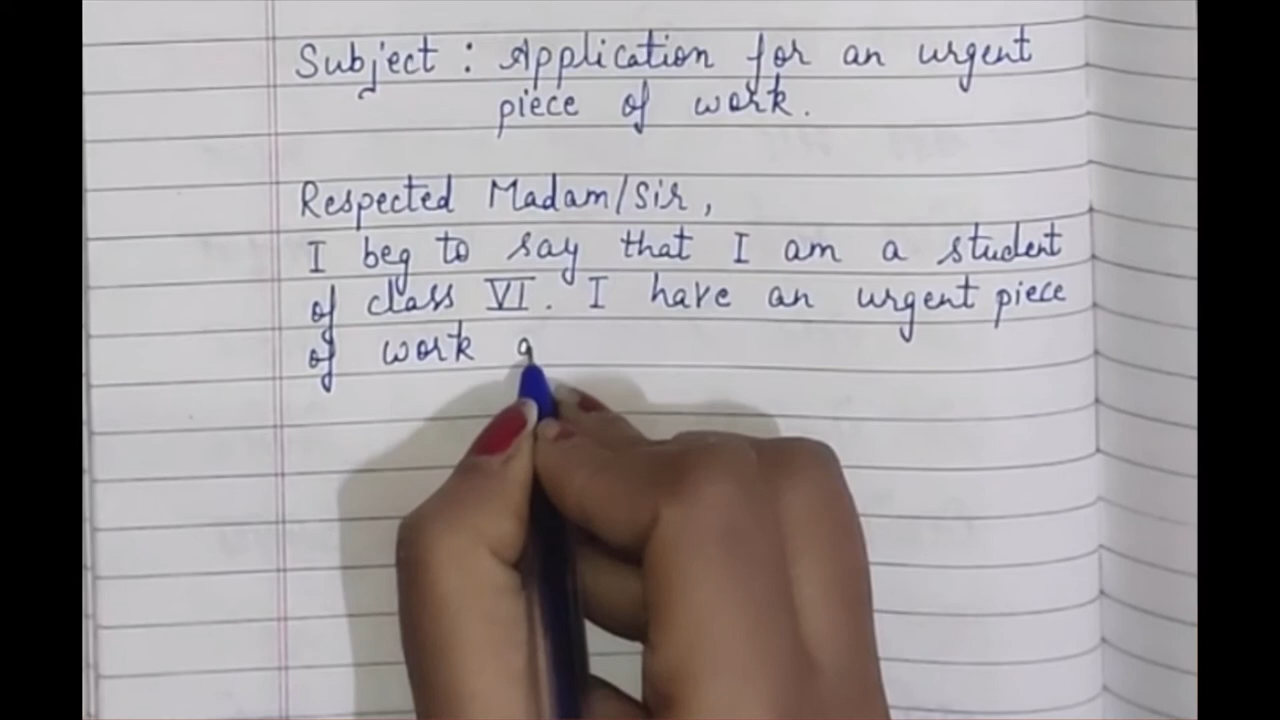 Subject : Application for an urgent
piece of work.
Respected Madam/Sir,
I beg to say that I am a student
of class VI. I have an urgent piece
of work a